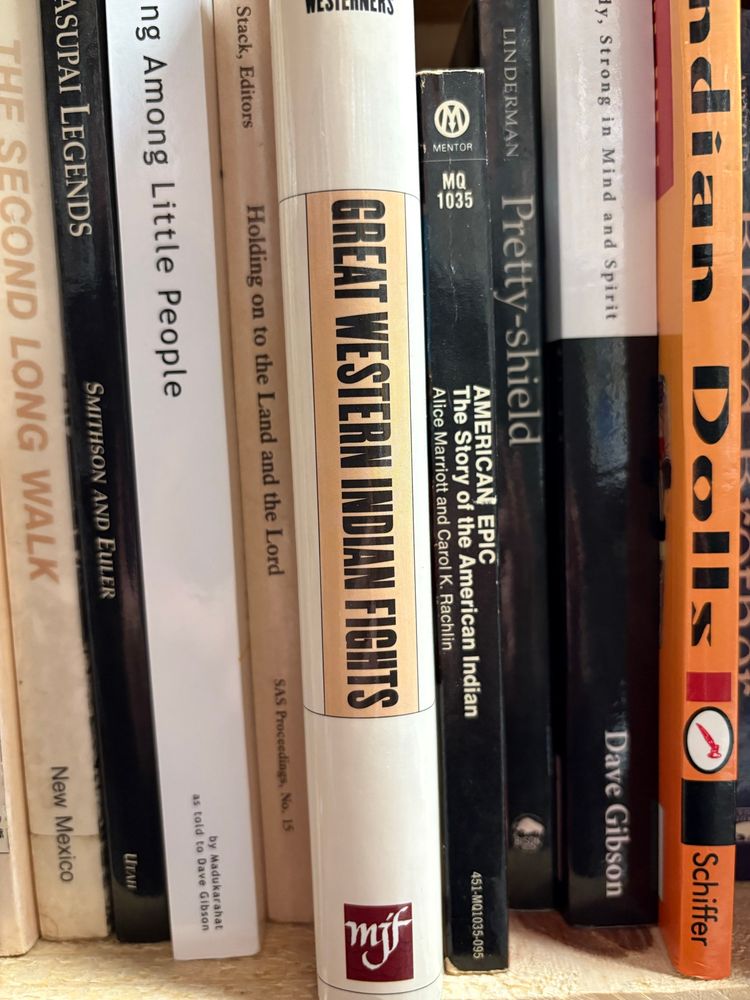 THE SECOND LONG WALK
New Mexico
ASUPAI LEGENDS
SMITHSON AND EULER
UTAH
ng Among Little People
by Madukarahat
as told to Dave Gibson
Stack, Editors
Holding on to the Land and the Lord
SAS Proceedings, No. 15
WESTERNERS
GREAT WESTERN INDIAN FIGHTS
mjf
M
MENTOR
MQ
1035
AMERICAN EPIC
The Story of the American Indian
Alice Marriott and Carol K. Rachlin
451-MQ1035-095
LINDERMAN
Pretty-shield
dy, Strong in Mind and Spirit
Dave Gibson
ndian Dolls
Schiffer